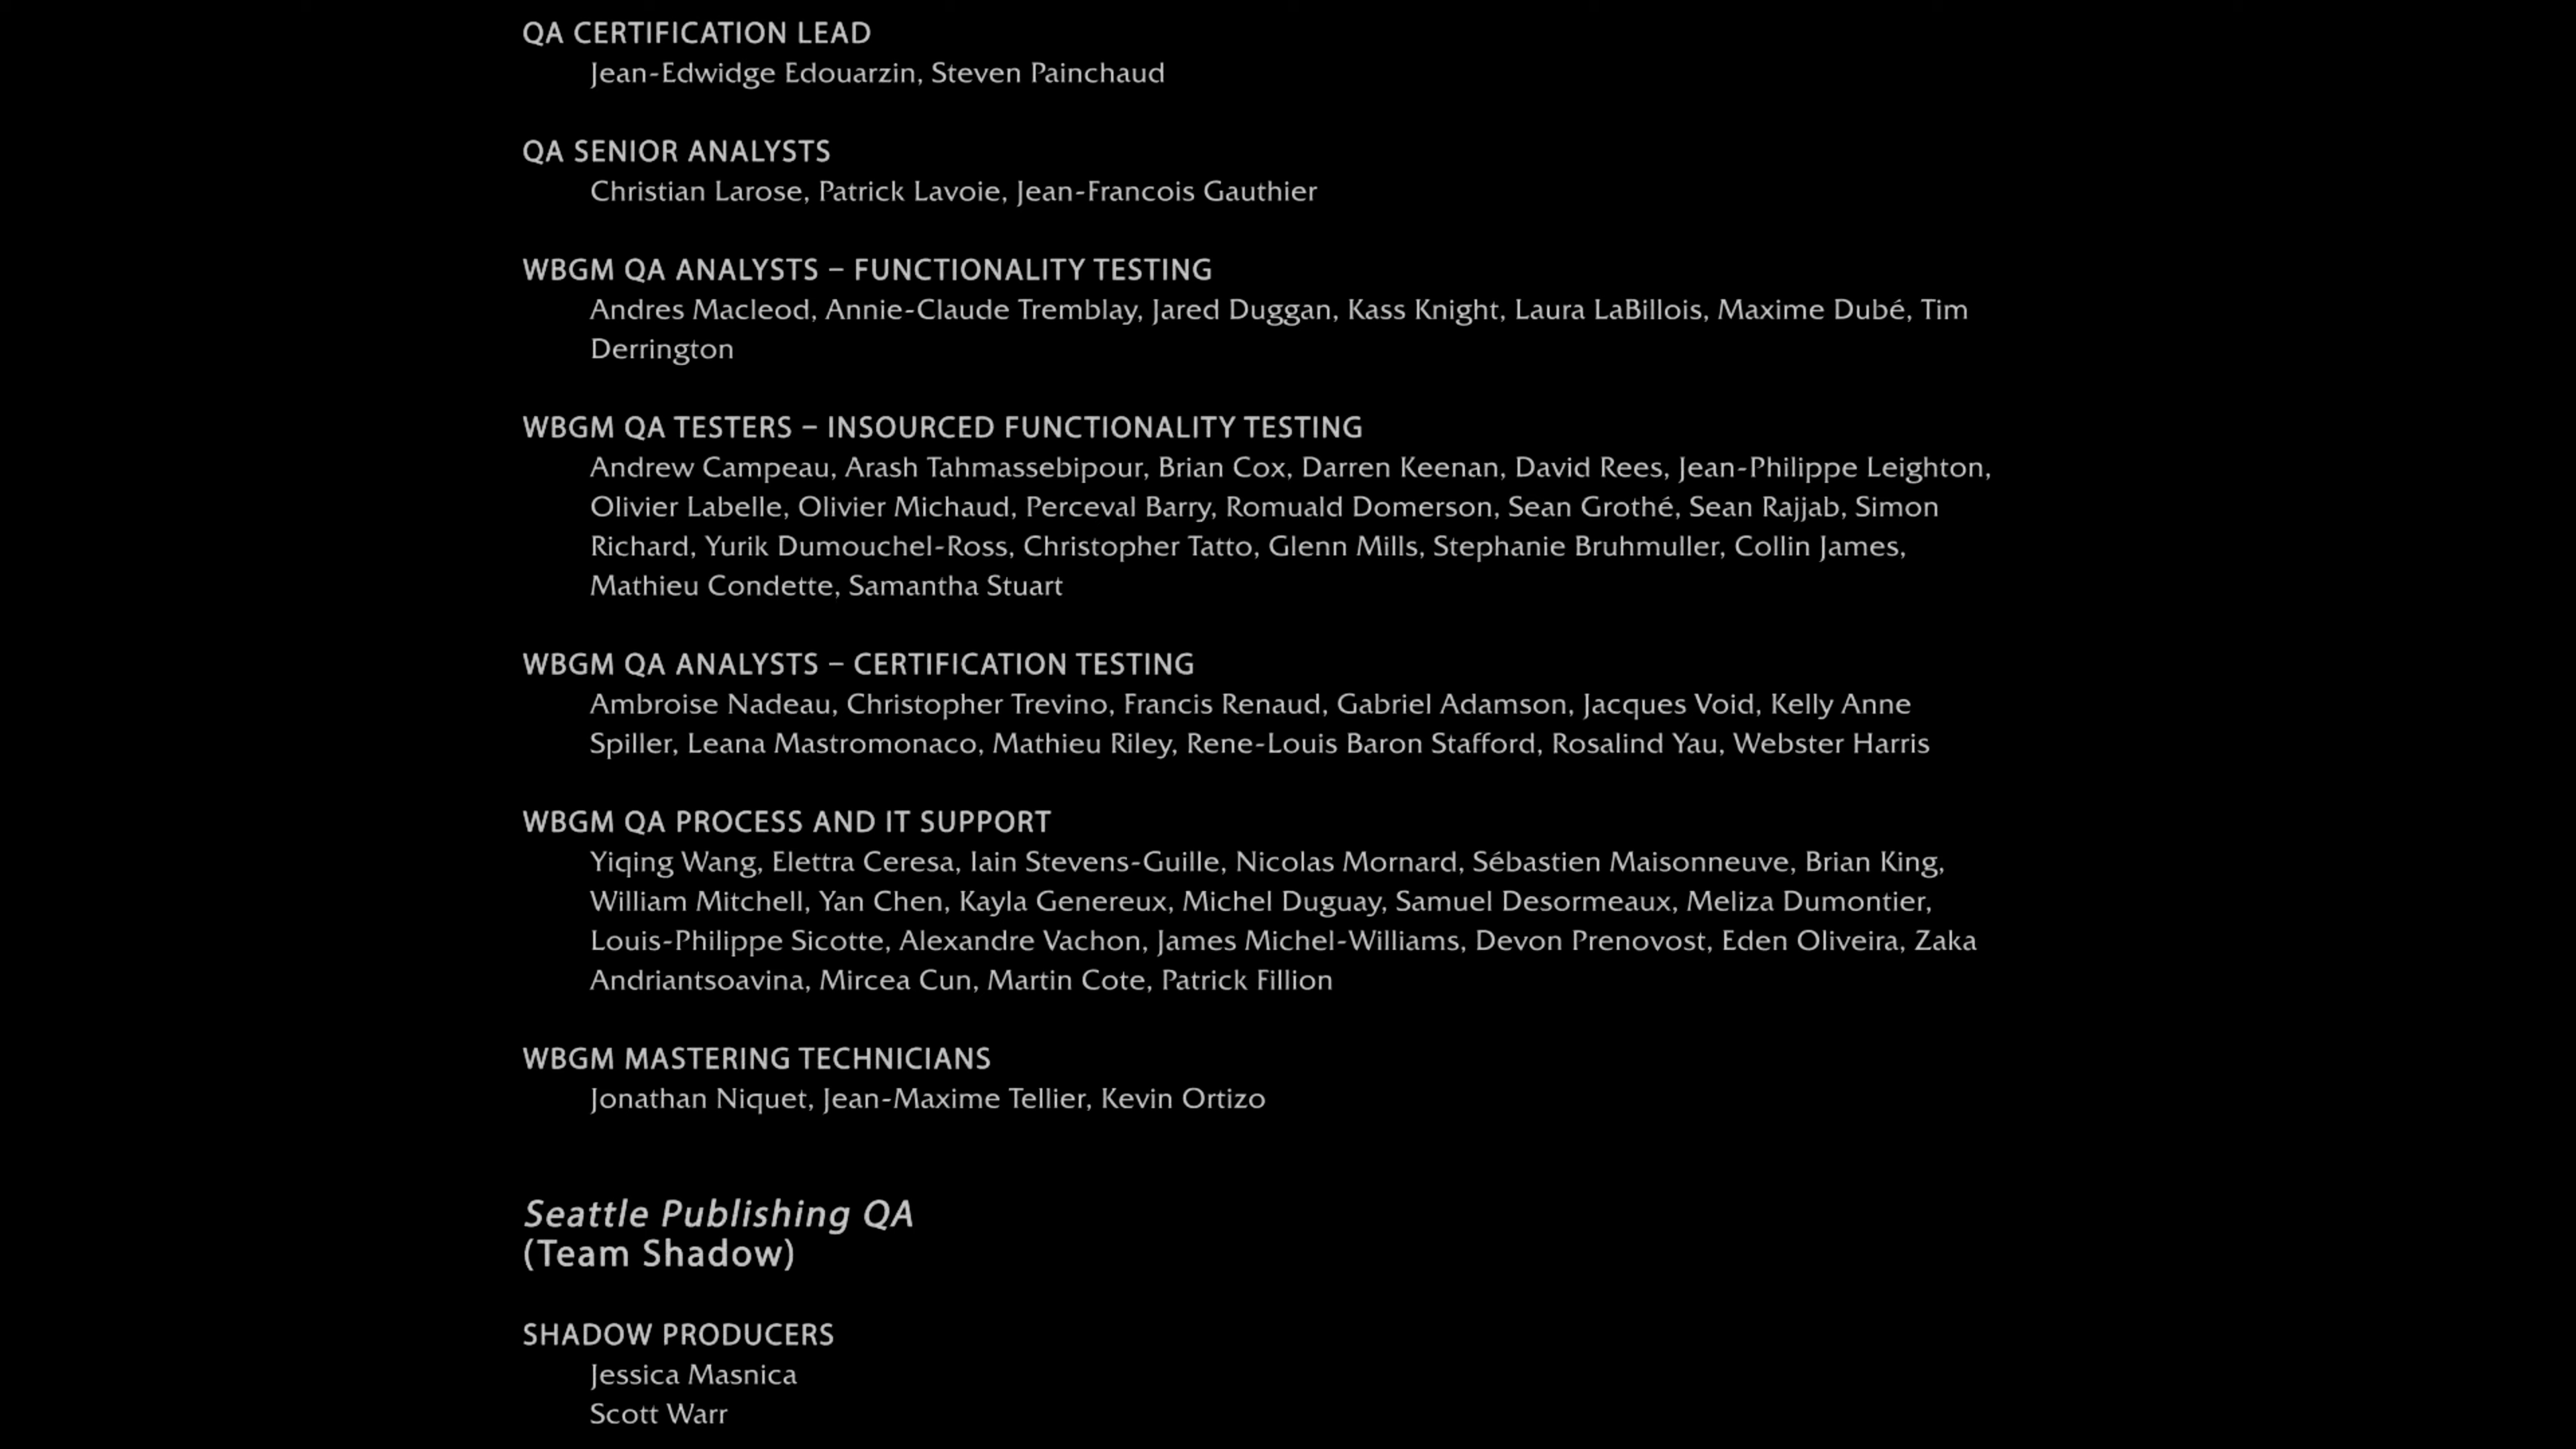 QA CERTIFICATION LEAD
Jean-Edwidge Edouarzin, Steven Painchaud
QA SENIOR ANALYSTS
Christian Larose, Patrick Lavoie, Jean-Francois Gauthier
WBGM QA ANALYSTS – FUNCTIONALITY TESTING
Andres Macleod, Annie-Claude Tremblay, Jared Duggan, Kass Knight, Laura LaBillois, Maxime Dubé, Tim
Derrington
WBGM QA TESTERS – INSOURCED FUNCTIONALITY TESTING
Andrew Campeau, Arash Tahmassebipour, Brian Cox, Darren Keenan, David Rees, Jean-Philippe Leighton,
Olivier Labelle, Olivier Michaud, Perceval Barry, Romuald Domerson, Sean Grothé, Sean Rajjab, Simon
Richard, Yurik Dumouchel-Ross, Christopher Tatto, Glenn Mills, Stephanie Bruhmuller, Collin James,
Mathieu Condette, Samantha Stuart
WBGM QA ANALYSTS – CERTIFICATION TESTING
Ambroise Nadeau, Christopher Trevino, Francis Renaud, Gabriel Adamson, Jacques Void, Kelly Anne
Spiller, Leana Mastromonaco, Mathieu Riley, Rene-Louis Baron Stafford, Rosalind Yau, Webster Harris
WBGM QA PROCESS AND IT SUPPORT
Yiqing Wang, Elettra Ceresa, Iain Stevens-Guille, Nicolas Mornard, Sébastien Maisonneuve, Brian King,
William Mitchell, Yan Chen, Kayla Genereux, Michel Duguay, Samuel Desormeaux, Meliza Dumontier,
Louis-Philippe Sicotte, Alexandre Vachon, James Michel-Williams, Devon Prenovost, Eden Oliveira, Zaka
Andriantsoavina, Mircea Cun, Martin Cote, Patrick Fillion
WBGM MASTERING TECHNICIANS
Jonathan Niquet, Jean-Maxime Tellier, Kevin Ortizo
Seattle Publishing QA
(Team Shadow)
SHADOW PRODUCERS
Jessica Masnica
Scott Warr